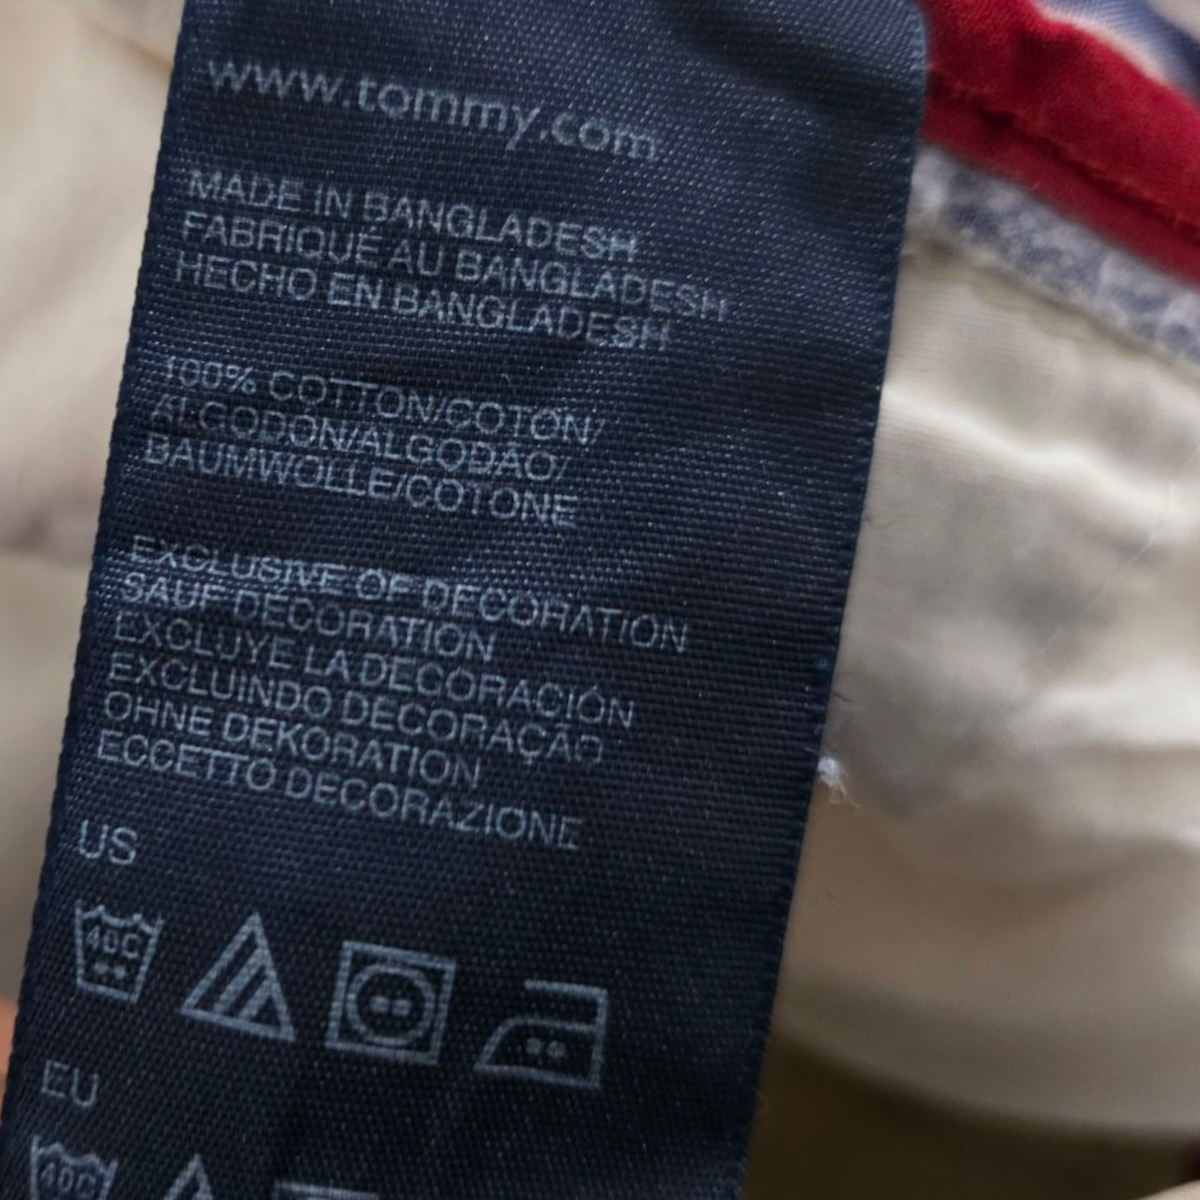 www.tommy.com
MADE IN BANGLADESH
FABRIQUÉ AU BANGLADESH
HECHO EN BANGLADESH
100% COTTON/COTON/
ALGODÓN/ALGODÃO/
BAUMWOLLE/COTONE
EXCLUSIVE OF DECORATION
SAUF DECORATION
EXCLUYE LA DECORACIÓN
EXCLUINDO DECORAÇÃO
OHNE DEKORATION
ECCETTO DECORAZIONE
US
40C
EU
40C